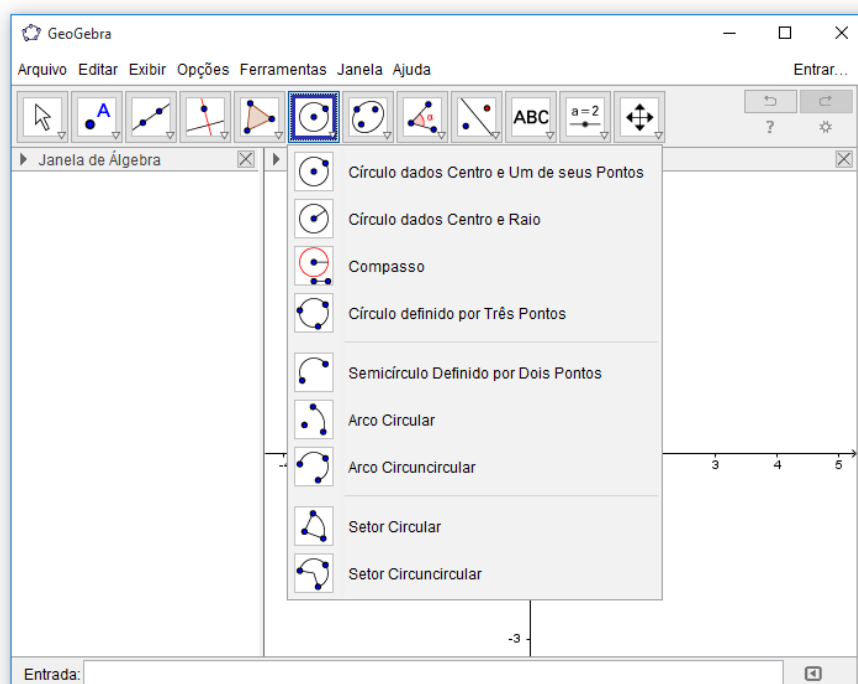 GeoGebra
Arquivo Editar Exibir Opções Ferramentas Janela Ajuda Entrar...
A α ABC a=2 ?
Janela de Álgebra
Círculo dados Centro e Um de seus Pontos
Círculo dados Centro e Raio
Compasso
Círculo definido por Três Pontos
Semicírculo Definido por Dois Pontos
Arco Circular
Arco Circuncircular
3 4 5
Setor Circular
Setor Circuncircular
-3
Entrada: